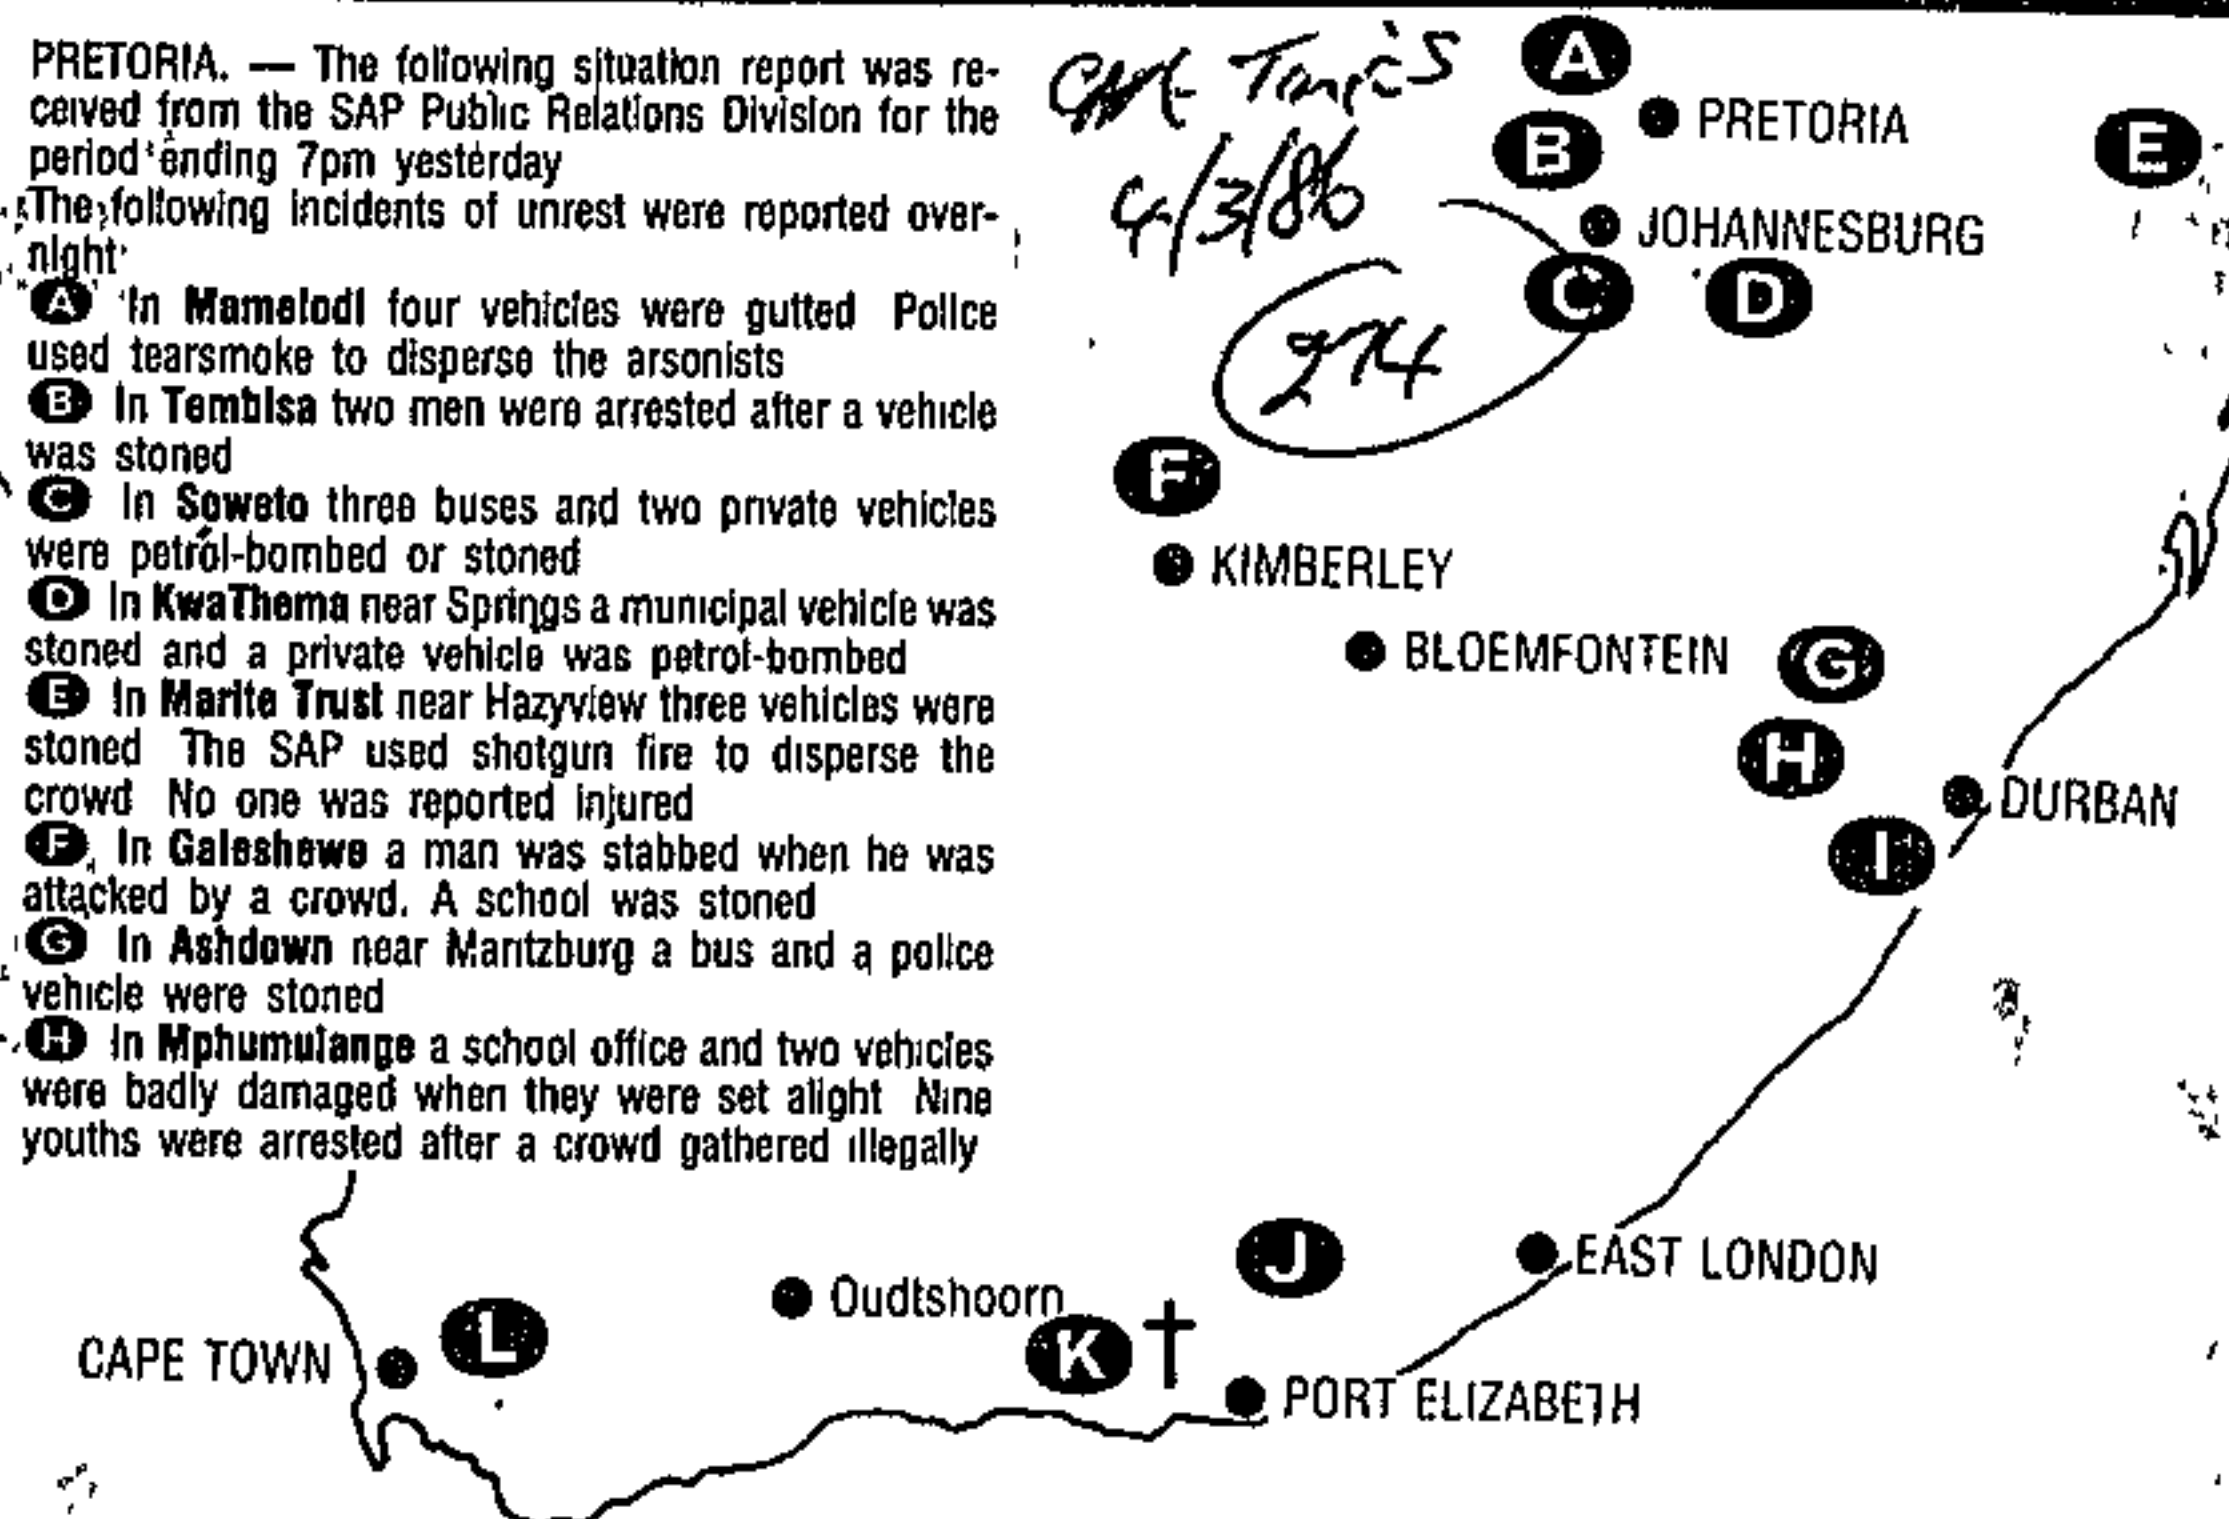 PRETORIA. — The following situation report was re-
ceived from the SAP Public Relations Division for the
period ending 7pm yesterday
The following incidents of unrest were reported over-
night
A In Mamelodi four vehicles were gutted Police
used tearsmoke to disperse the arsonists
B In Tembisa two men were arrested after a vehicle
was stoned
C In Soweto three buses and two private vehicles
were petrol-bombed or stoned
D In KwaThema near Springs a municipal vehicle was
stoned and a private vehicle was petrol-bombed
E In Marite Trust near Hazyview three vehicles were
stoned The SAP used shotgun fire to disperse the
crowd No one was reported injured
F In Galeshewe a man was stabbed when he was
attacked by a crowd. A school was stoned
G In Ashdown near Maritzburg a bus and a police
vehicle were stoned
H In Mphumulange a school office and two vehicles
were badly damaged when they were set alight Nine
youths were arrested after a crowd gathered illegally
Times
4/3/86
274
A
PRETORIA
B
E
JOHANNESBURG
C
D
F
KIMBERLEY
BLOEMFONTEIN
G
H
DURBAN
I
J
EAST LONDON
Oudtshoorn
K
L
CAPE TOWN
PORT ELIZABETH